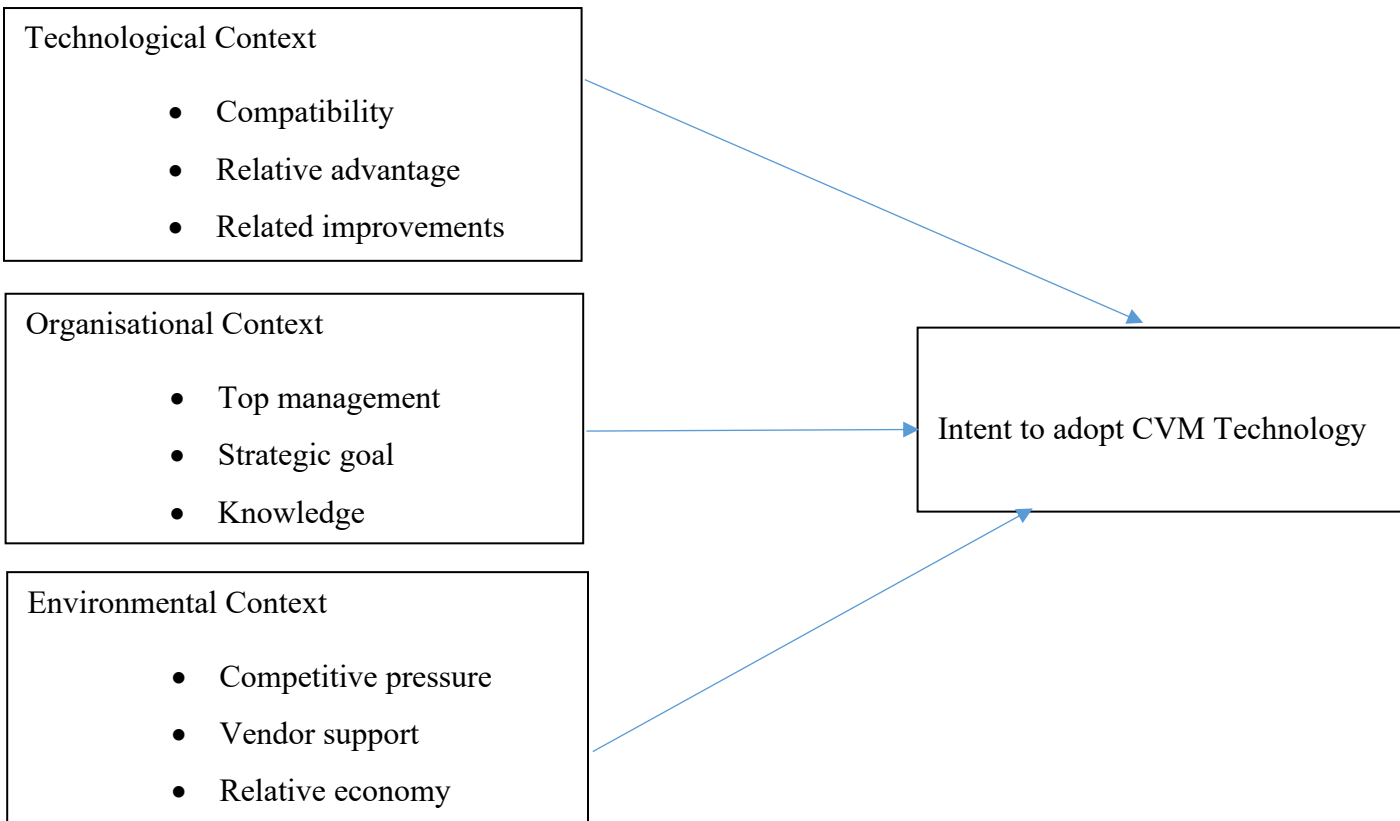 Technological Context
• Compatibility
• Relative advantage
• Related improvements
Organisational Context
• Top management
• Strategic goal
• Knowledge
Environmental Context
• Competitive pressure
• Vendor support
• Relative economy
Intent to adopt CVM Technology